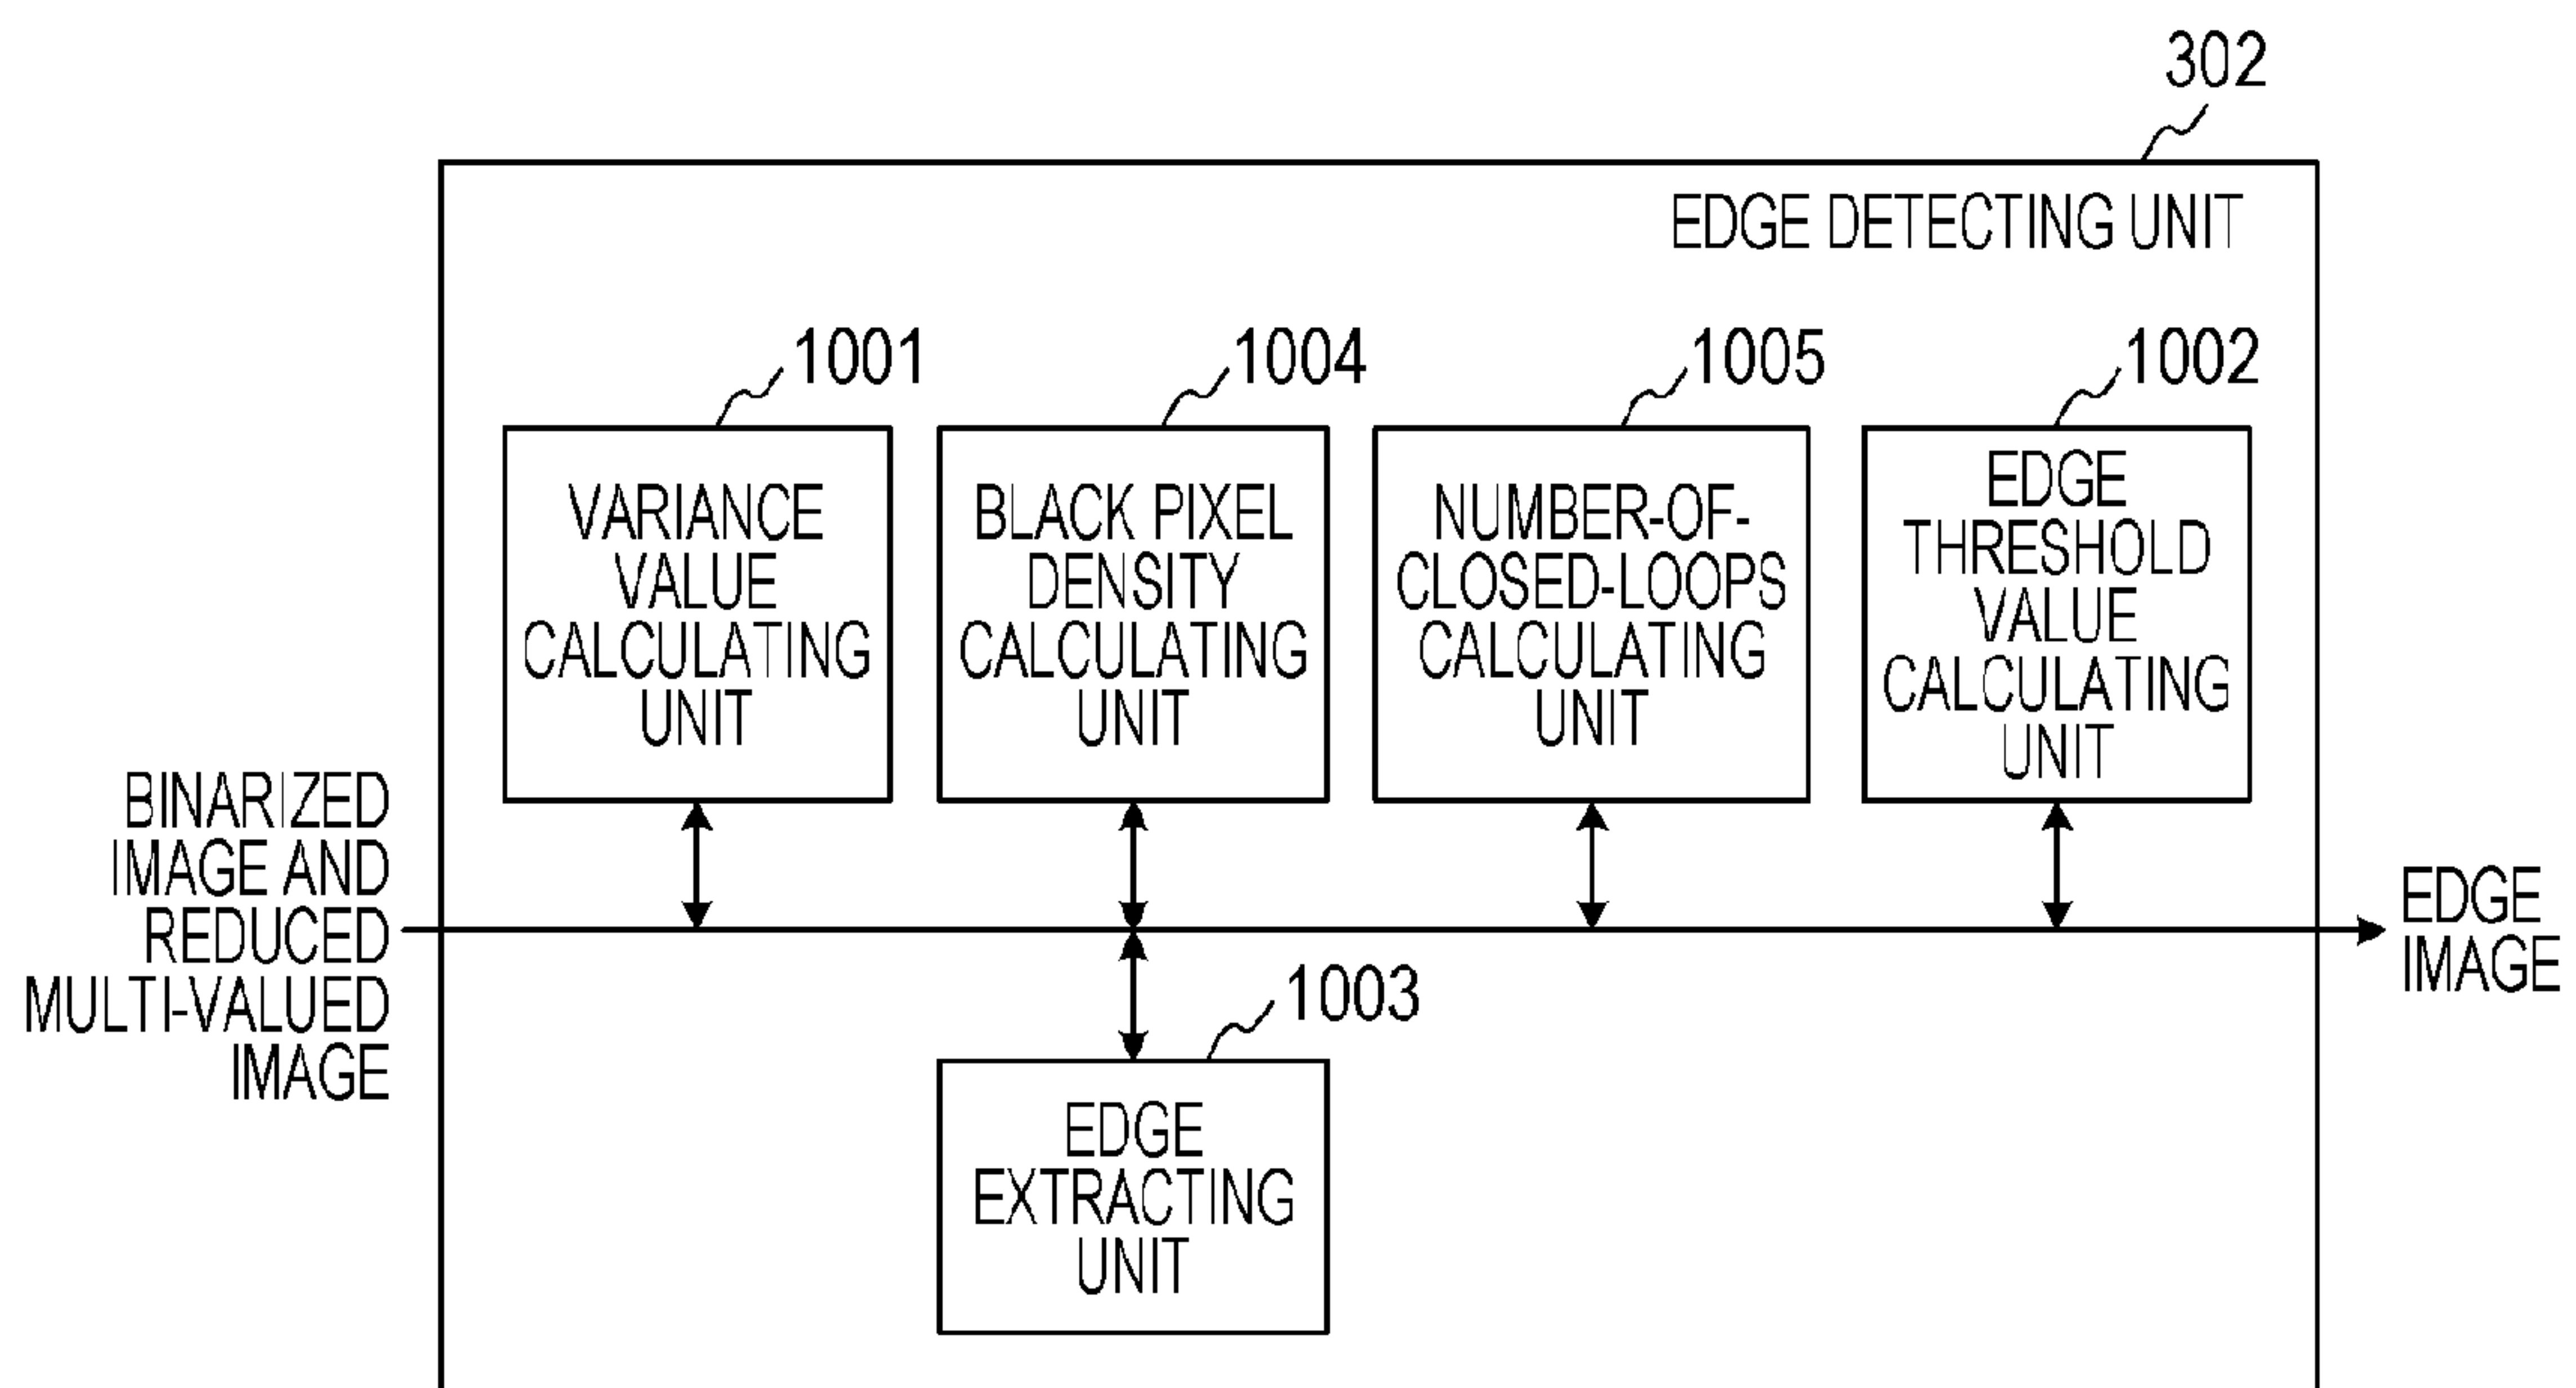 302
EDGE DETECTING UNIT
1001
VARIANCE
VALUE
CALCULATING
UNIT
1004
BLACK PIXEL
DENSITY
CALCULATING
UNIT
1005
NUMBER-OF-
CLOSED-LOOPS
CALCULATING
UNIT
1002
EDGE
THRESHOLD
VALUE
CALCULATING
UNIT
BINARIZED
IMAGE AND
REDUCED
MULTI-VALUED
IMAGE
EDGE
IMAGE
1003
EDGE
EXTRACTING
UNIT